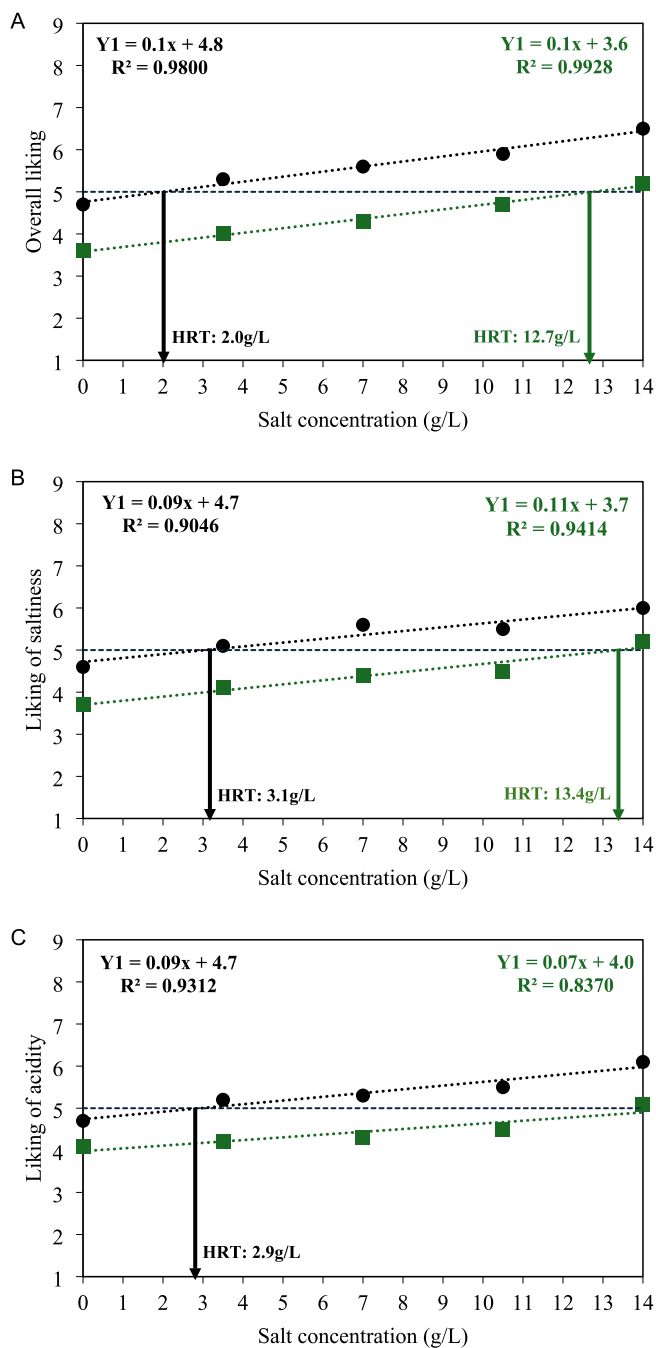 A
9
8
7
6
5
4
3
2
1
Overall liking
Y1 = 0.1x + 4.8
R² = 0.9800
Y1 = 0.1x + 3.6
R² = 0.9928
HRT: 2.0g/L
HRT: 12.7g/L
0 1 2 3 4 5 6 7 8 9 10 11 12 13 14
Salt concentration (g/L)
B
9
8
7
6
5
4
3
2
1
Liking of saltiness
Y1 = 0.09x + 4.7
R² = 0.9046
Y1 = 0.11x + 3.7
R² = 0.9414
HRT: 3.1g/L
HRT: 13.4g/L
0 1 2 3 4 5 6 7 8 9 10 11 12 13 14
Salt concentration (g/L)
C
9
8
7
6
5
4
3
2
1
Liking of acidity
Y1 = 0.09x + 4.7
R² = 0.9312
Y1 = 0.07x + 4.0
R² = 0.8370
HRT: 2.9g/L
0 1 2 3 4 5 6 7 8 9 10 11 12 13 14
Salt concentration (g/L)